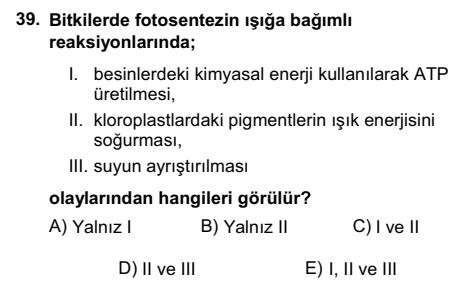 39. Bitkilerde fotosentezin ışığa bağımlı
reaksiyonlarında;
I. besinlerdeki kimyasal enerji kullanılarak ATP
üretilmesi,
II. kloroplastlardaki pigmentlerin ışık enerjisini
soğurması,
III. suyun ayrıştırılması
olaylarından hangileri görülür?
A) Yalnız I B) Yalnız II C) I ve II
D) II ve III E) I, II ve III